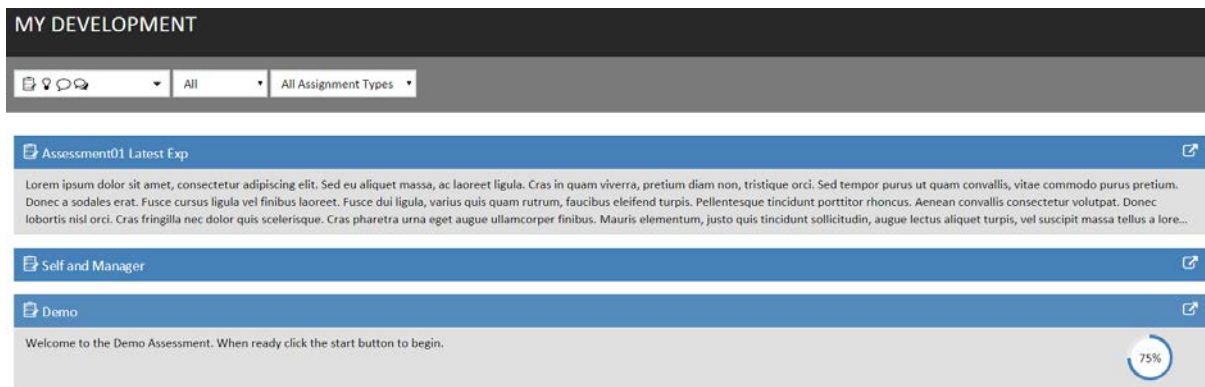 MY DEVELOPMENT
All
All Assignment Types
Assessment01 Latest Exp
Lorem ipsum dolor sit amet, consectetur adipiscing elit. Sed eu aliquet massa, ac laoreet ligula. Cras in quam viverra, pretium diam non, tristique orci. Sed tempor purus ut quam convallis, vitae commodo purus pretium.
Donec a sodales erat. Fusce cursus ligula vel finibus laoreet. Fusce dui ligula, varius quis quam rutrum, faucibus eleifend turpis. Pellentesque tincidunt porttitor rhoncus. Aenean convallis consectetur volutpat. Donec
lobortis nisl orci. Cras fringilla nec dolor quis scelerisque. Cras pharetra urna eget augue ullamcorper finibus. Mauris elementum, justo quis tincidunt sollicitudin, augue lectus aliquet turpis, vel suscipit massa tellus a lore...
Self and Manager
Demo
Welcome to the Demo Assessment. When ready click the start button to begin.
75%